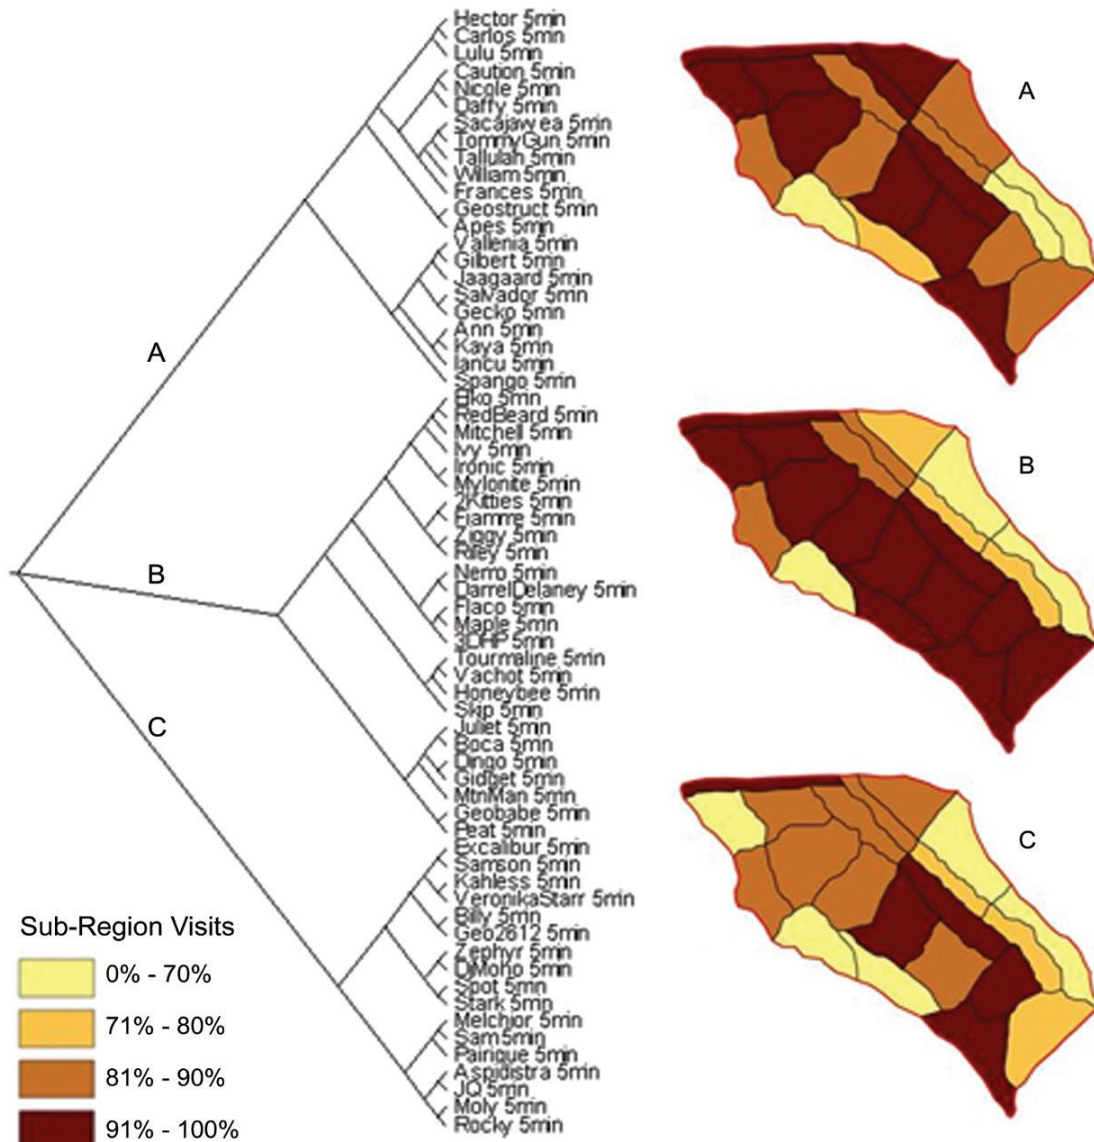 Hector 5min
Carlos 5mn
Lulu 5mn
Caution 5min
Nicole 5min
Daffy 5min
Sacajawea 5min
TommyGun 5min
Tallulah 5min
William 5min
Frances 5min
Geostruct 5min
Apes 5min
Vallenia 5min
Gilbert 5min
Jaagaard 5min
Salvador 5min
Gecko 5min
Ann 5min
Kaya 5min
Iancu 5min
Spango 5min
Elko 5min
RedBeard 5min
Mitchell 5min
Ivy 5min
Ironic 5min
Mylonite 5min
2Kitties 5min
Fiamme 5min
Ziggy 5min
Riley 5min
Nemo 5min
DarrelDelaney 5min
Flaco 5min
Maple 5min
3DHP 5min
Tourmaline 5min
Vachot 5min
Honeybee 5min
Skip 5min
Juliet 5min
Boca 5mn
Dingo 5min
Gidget 5min
MtnMan 5min
Geobabe 5min
Peat 5min
Excalibur 5min
Samson 5min
Kahless 5min
VeronikaStarr 5min
Billy 5min
Geo2612 5min
Zephyr 5min
DJMoho 5min
Spot 5min
Stark 5min
Melchior 5min
Sam 5min
Pairique 5min
Aspidistra 5min
JQ 5min
Moly 5min
Rocky 5min
A
B
C
Sub-Region Visits
0% - 70%
71% - 80%
81% - 90%
91% - 100%
A
B
C